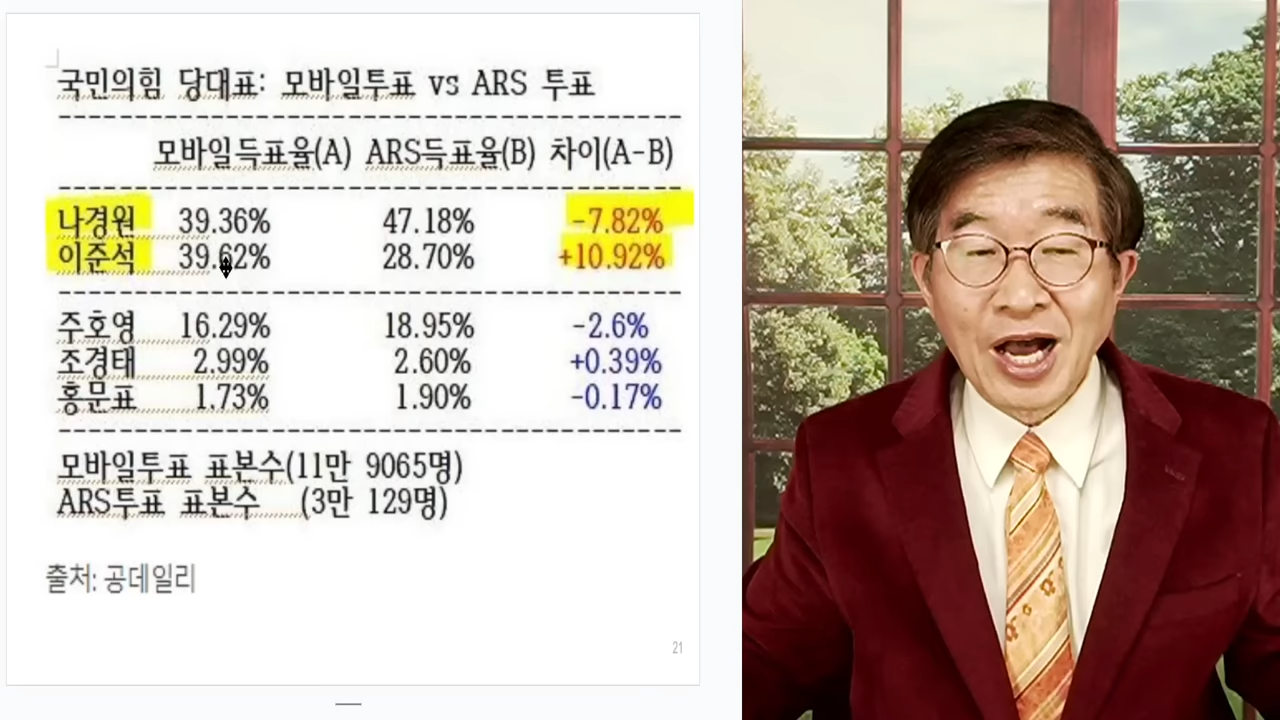 국민의힘 당대표: 모바일투표 vs ARS 투표
모바일득표율(A) ARS득표율(B) 차이(A-B)
나경원 39.36% 47.18% -7.82%
이준석 39.62% 28.70% +10.92%
주호영 16.29% 18.95% -2.6%
조경태 2.99% 2.60% +0.39%
홍문표 1.73% 1.90% -0.17%
모바일투표 표본수(11만 9065명)
ARS투표 표본수 (3만 129명)
출처: 공데일리
21